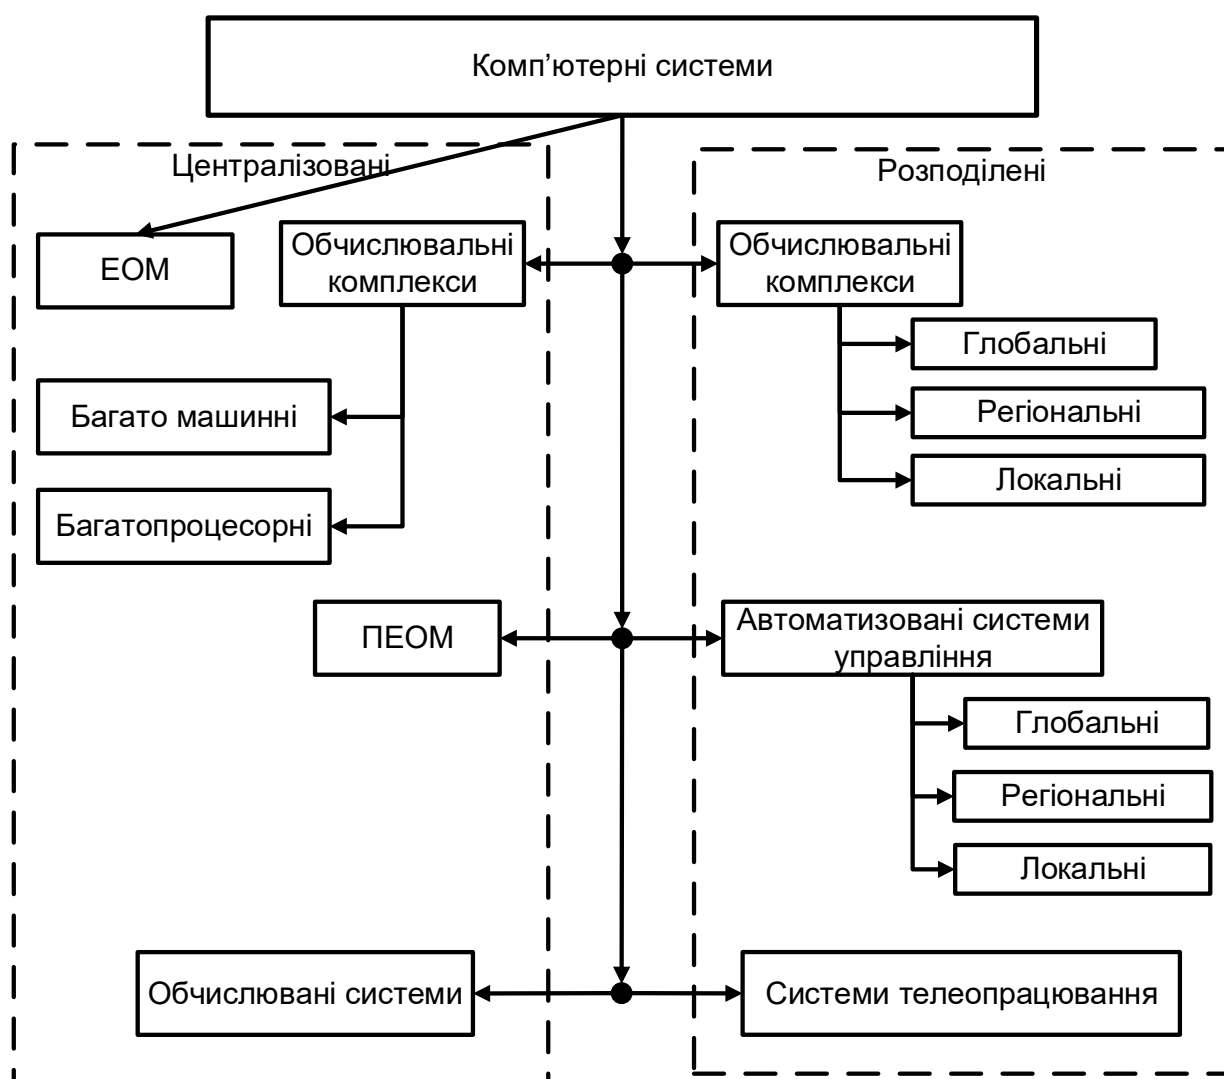 Комп’ютерні системи
Централізовані
Розподілені
ЕОМ
Обчислювальні
комплекси
Обчислювальні
комплекси
Глобальні
Багато машинні
Регіональні
Локальні
Багатопроцесорні
ПЕОМ
Автоматизовані системи
управління
Глобальні
Регіональні
Локальні
Обчислювані системи
Системи телеопрацювання